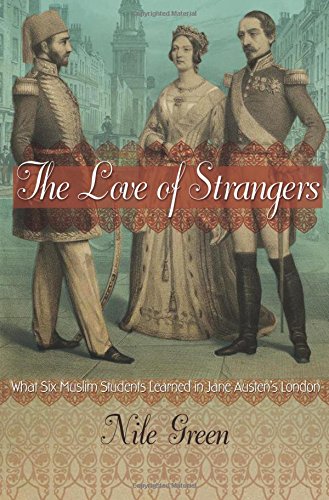 The Love of Strangers
What Six Muslim Students Learned in Jane Austen's London
Nile Green